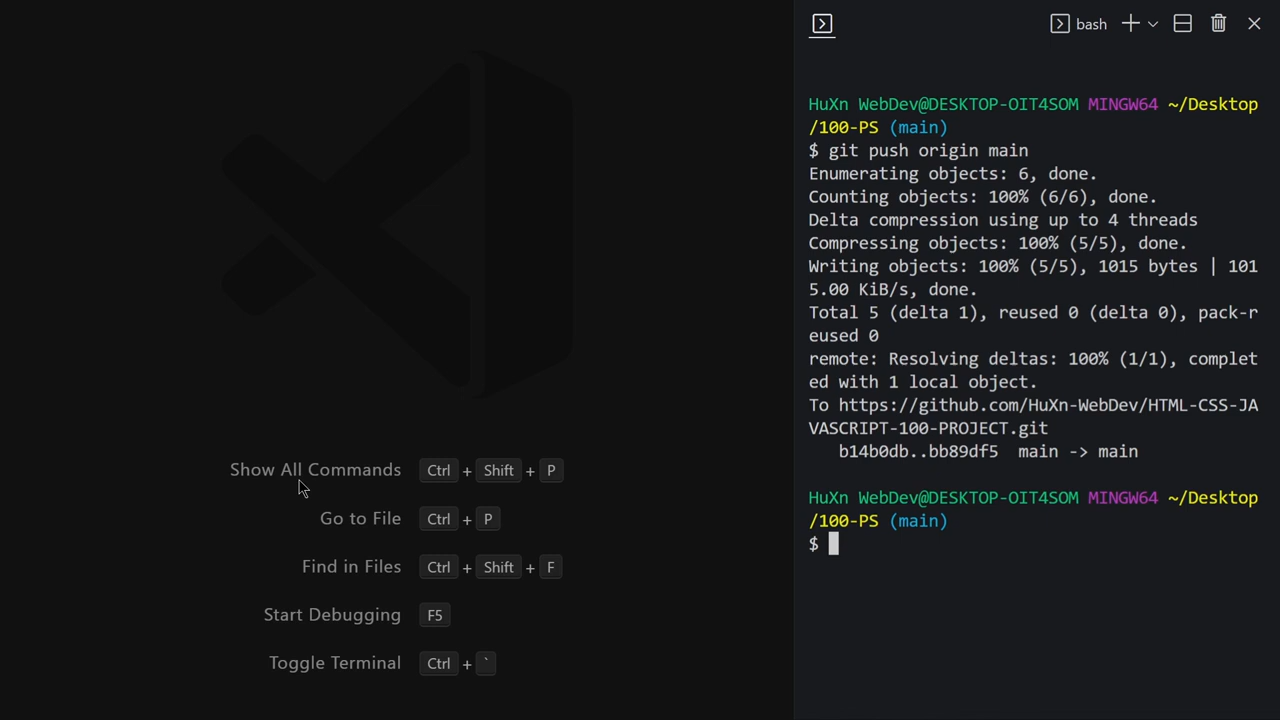 Show All Commands Ctrl + Shift + P
Go to File Ctrl + P
Find in Files Ctrl + Shift + F
Start Debugging F5
Toggle Terminal Ctrl + `
bash
HuXn WebDev@DESKTOP-OIT4SOM MINGW64 ~/Desktop
/100-PS (main)
$ git push origin main
Enumerating objects: 6, done.
Counting objects: 100% (6/6), done.
Delta compression using up to 4 threads
Compressing objects: 100% (5/5), done.
Writing objects: 100% (5/5), 1015 bytes | 101
5.00 KiB/s, done.
Total 5 (delta 1), reused 0 (delta 0), pack-r
eused 0
remote: Resolving deltas: 100% (1/1), complet
ed with 1 local object.
To https://github.com/HuXn-WebDev/HTML-CSS-JA
VASCRIPT-100-PROJECT.git
b14b0db..bb89df5 main -> main
HuXn WebDev@DESKTOP-OIT4SOM MINGW64 ~/Desktop
/100-PS (main)
$